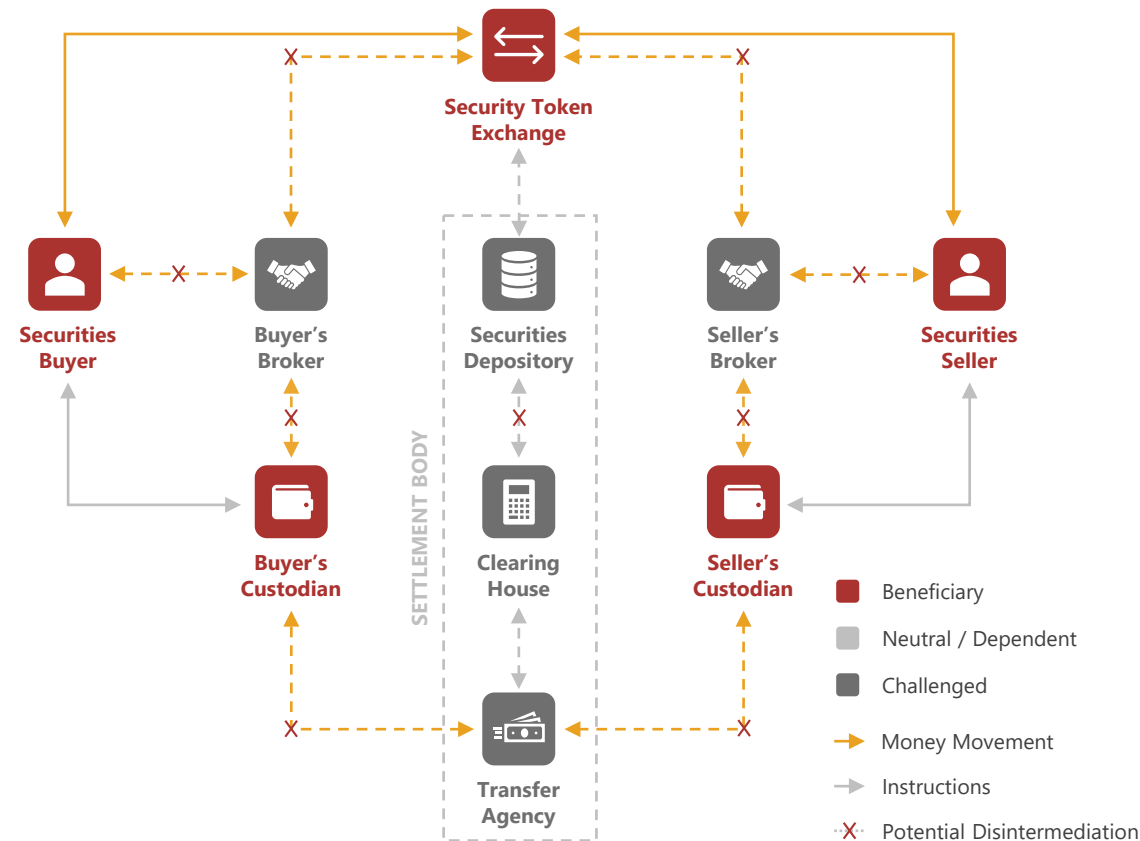 Security Token
Exchange
Securities
Buyer
Buyer’s
Broker
Securities
Depository
Seller’s
Broker
Securities
Seller
SETTLEMENT BODY
Buyer’s
Custodian
Clearing
House
Seller’s
Custodian
Transfer
Agency
Beneficiary
Neutral / Dependent
Challenged
Money Movement
Instructions
Potential Disintermediation